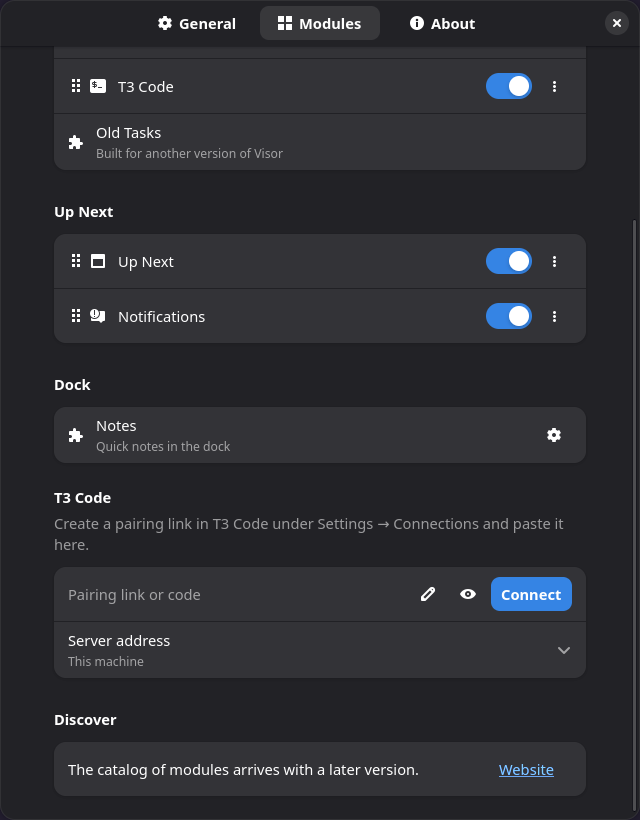 General
Modules
About
T3 Code
Old Tasks
Built for another version of Visor
Up Next
Up Next
Notifications
Dock
Notes
Quick notes in the dock
T3 Code
Create a pairing link in T3 Code under Settings → Connections and paste it
here.
Pairing link or code
Connect
Server address
This machine
Discover
The catalog of modules arrives with a later version.
Website